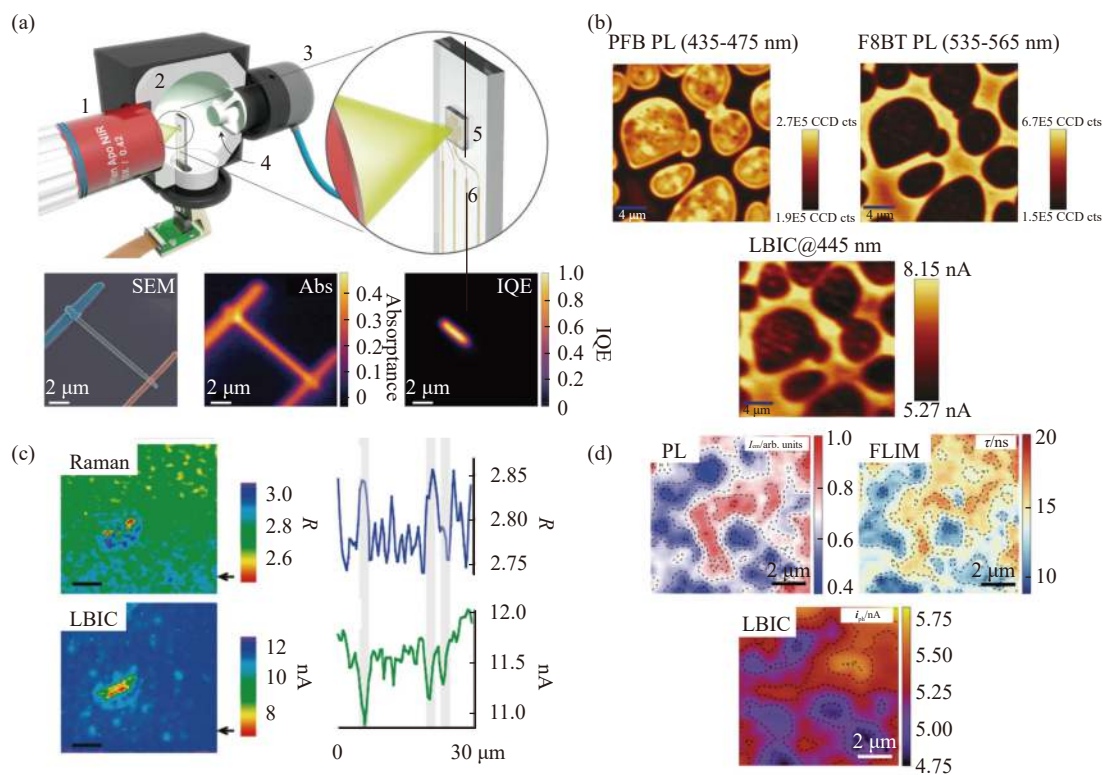 (a)
1
2
3
4
5
6
NIR
0.42
SEM
2 μm
Abs
2 μm
0.4
0.3
0.2
0.1
0
Absorptance
IQE
1.0
0.8
0.6
0.4
0.2
0
IQE
(b)
PFB PL (435-475 nm)
4 μm
2.7E5 CCD cts
1.9E5 CCD cts
F8BT PL (535-565 nm)
4 μm
6.7E5 CCD cts
1.5E5 CCD cts
LBIC@445 nm
4 μm
8.15 nA
5.27 nA
(c)
Raman
3.0
2.8
2.6
R
2.85
2.80
2.75
R
LBIC
12
10
8
nA
12.0
11.5
11.0
nA
0
30 μm
(d)
PL
2 μm
/arb. units
1.0
0.8
0.6
0.4
FLIM
2 μm
τ/ns
20
15
10
LBIC
2 μm
iph/nA
5.75
5.50
5.25
5.00
4.75